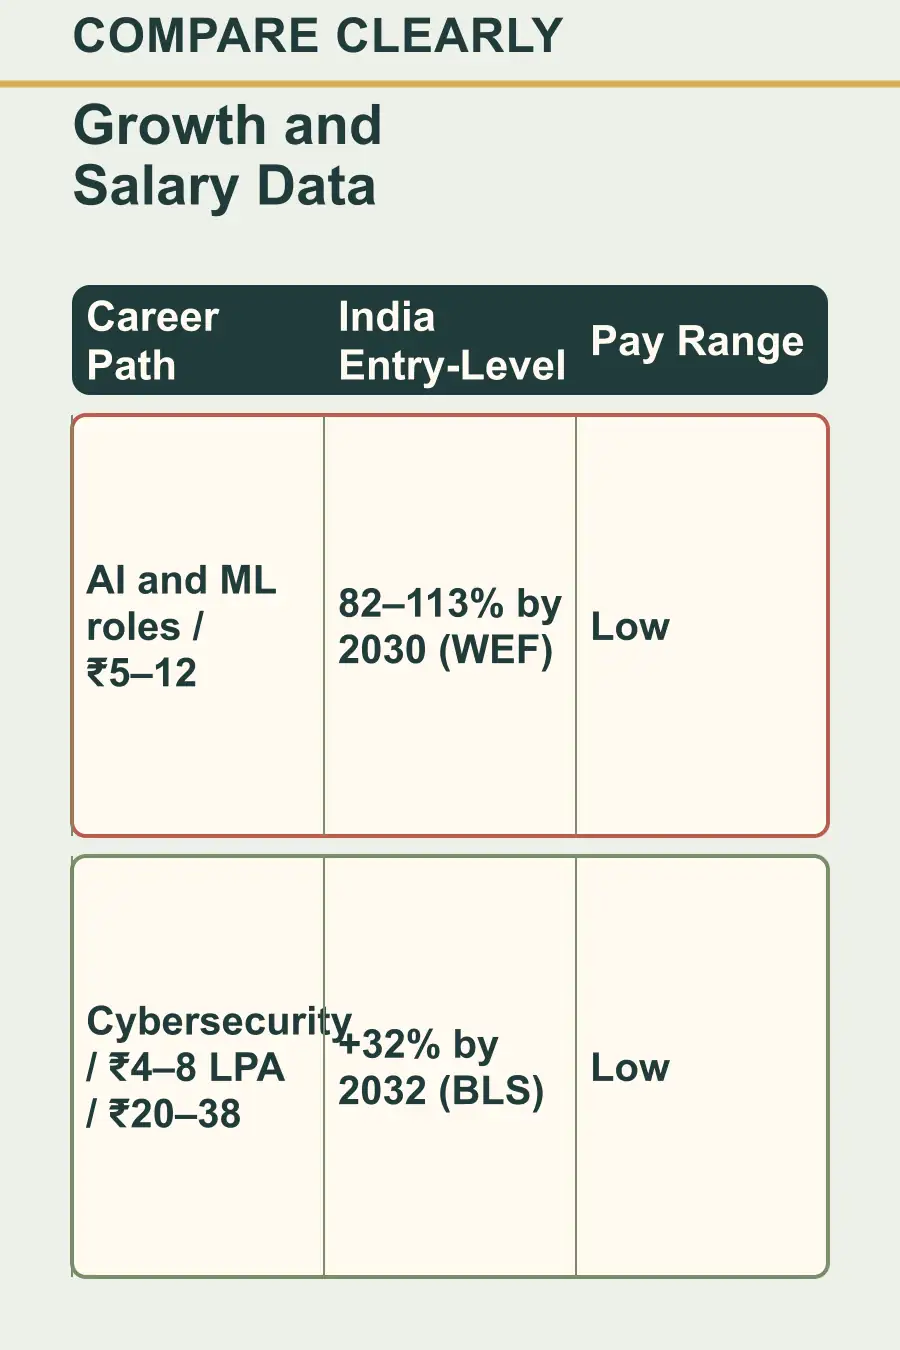 COMPARE CLEARLY
Growth and
Salary Data
Career
Path
India
Entry-Level
Pay Range
AI and ML
roles /
₹5–12
82–113% by
2030 (WEF)
Low
Cybersecurity
/ ₹4–8 LPA
/ ₹20–38
+32% by
2032 (BLS)
Low